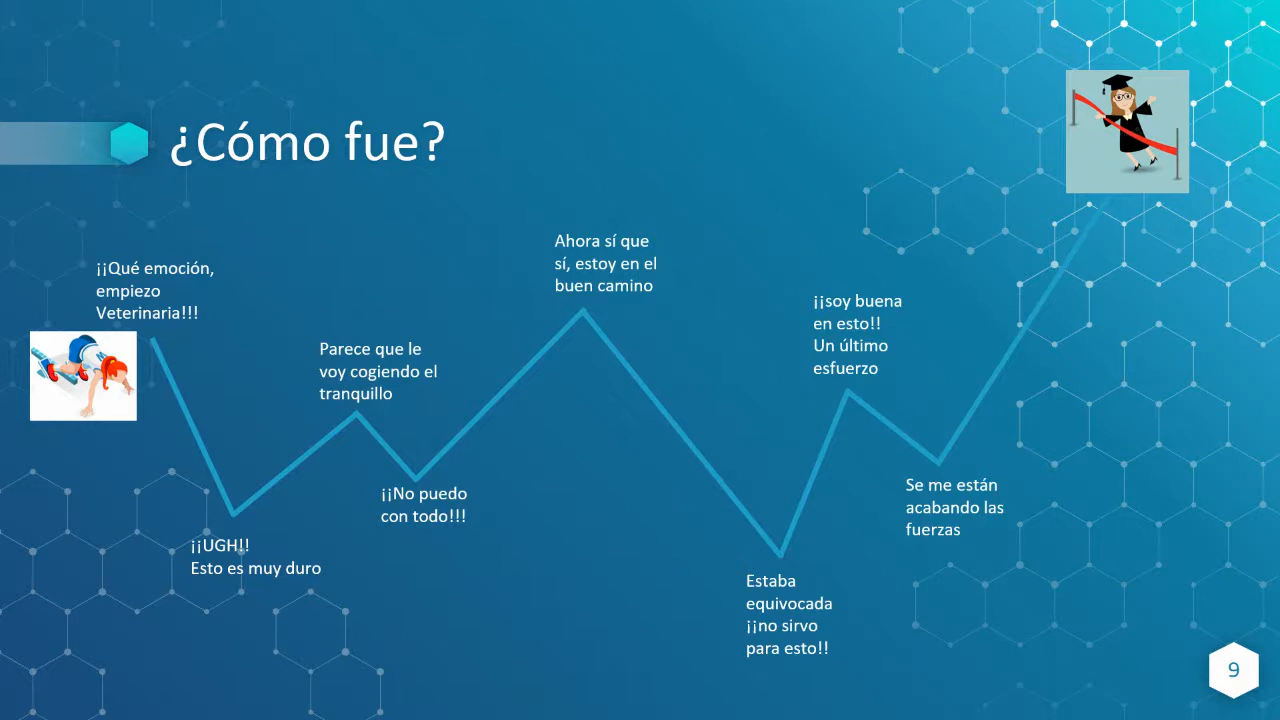 ¿Cómo fue?
¡¡Qué emoción,
empiezo
Veterinaria!!!
¡¡UGH!!
Esto es muy duro
Parece que le
voy cogiendo el
tranquillo
¡¡No puedo
con todo!!!
Ahora sí que
sí, estoy en el
buen camino
Estaba
equivocada
¡¡no sirvo
para esto!!
¡¡soy buena
en esto!!
Un último
esfuerzo
Se me están
acabando las
fuerzas
9